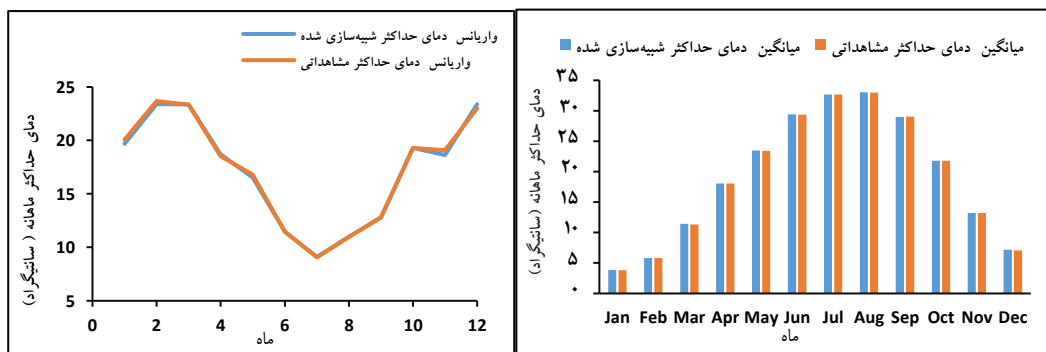 واریانس دمای حداکثر شبیه‌سازی شده
واریانس دمای حداکثر مشاهداتی
دمای حداکثر ماهانه ( سانتیگراد)
25
20
15
10
5
0 2 4 6 8 10 12
ماه
میانگین دمای حداکثر شبیه‌سازی شده میانگین دمای حداکثر مشاهداتی
دمای حداکثر ماهانه (سانتیگراد)
۳۵
۳۰
۲۵
۲۰
۱۵
۱۰
۵
۰
Jan Feb Mar Apr May Jun Jul Aug Sep Oct Nov Dec
ماه